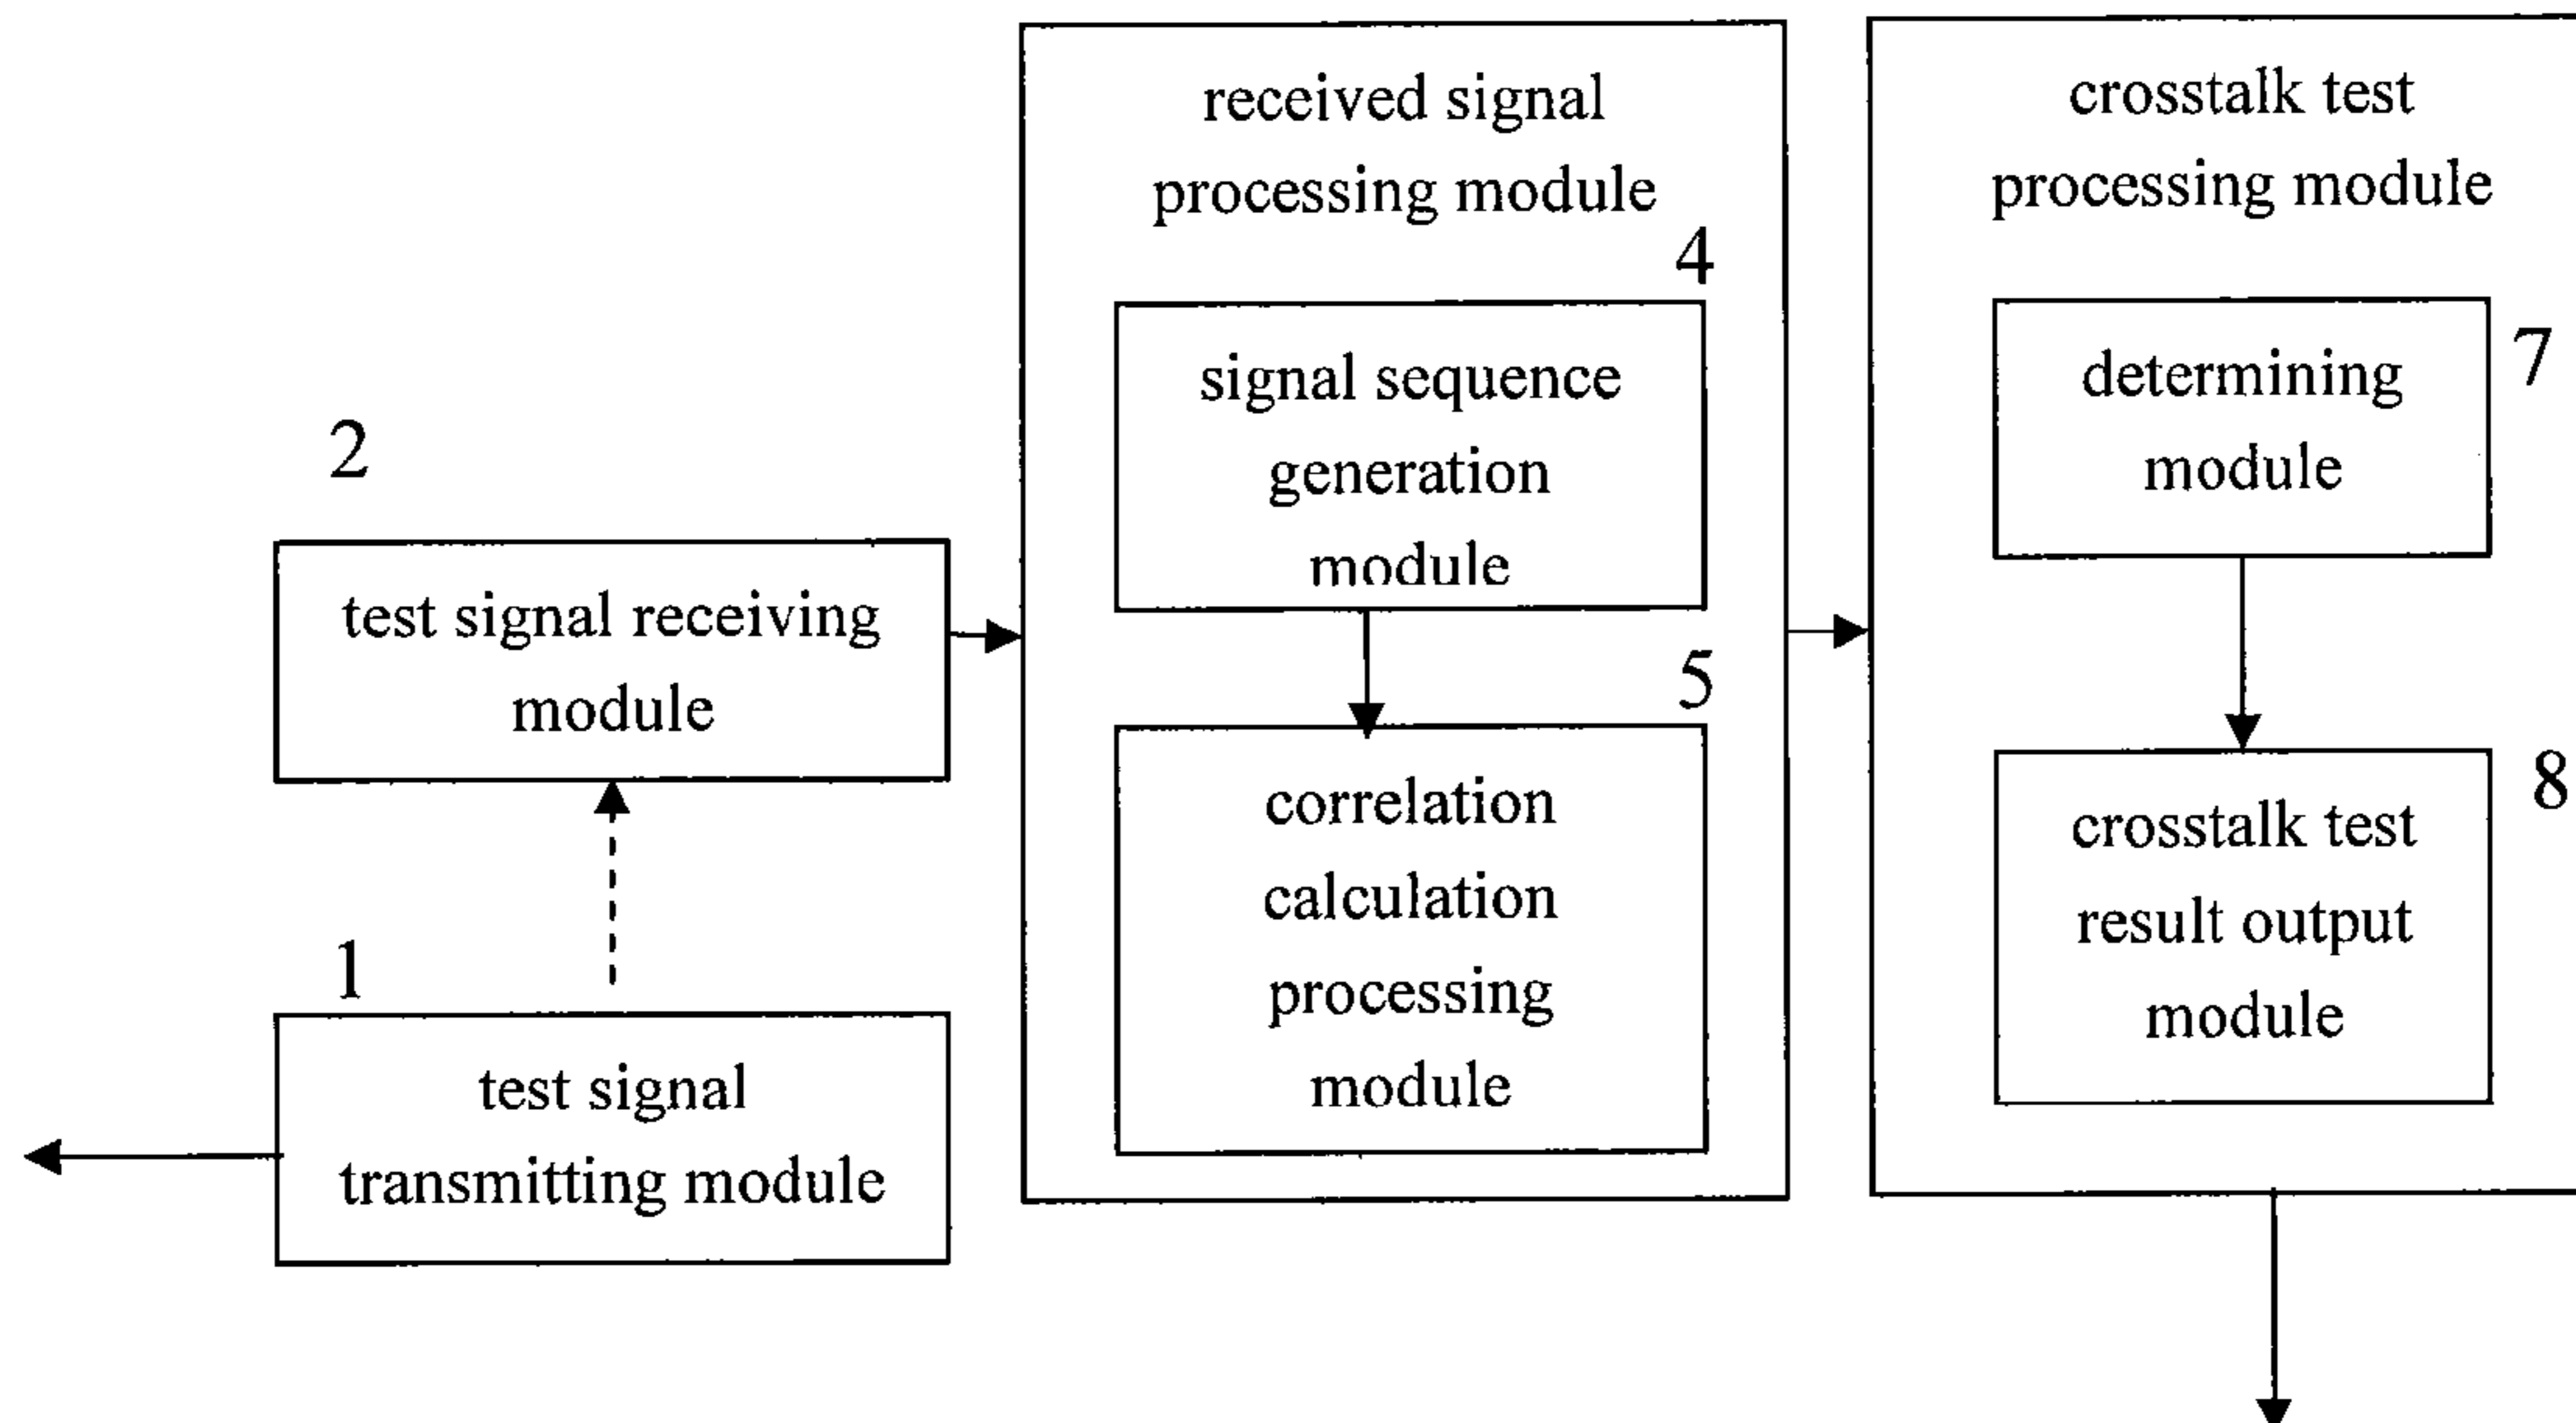 received signal
processing module
4
signal sequence
generation
module
5
correlation
calculation
processing
module
crosstalk test
processing module
7
determining
module
8
crosstalk test
result output
module
2
test signal receiving
module
1
test signal
transmitting module